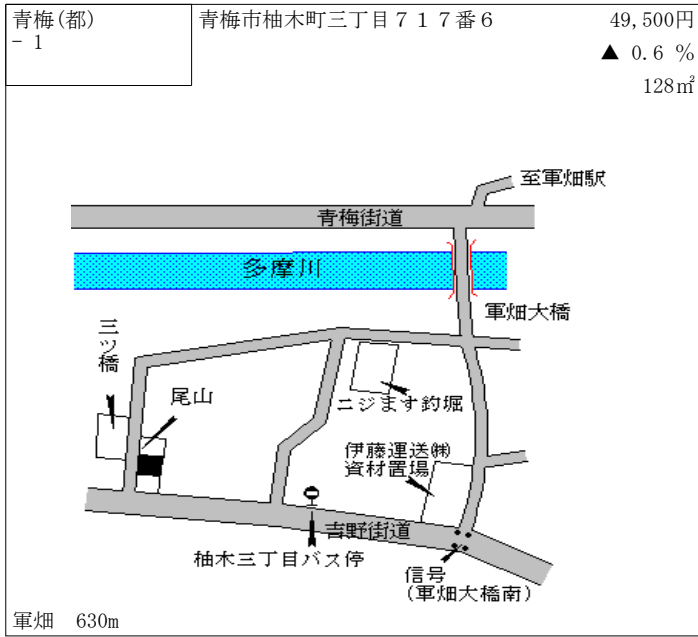 青梅(都)
－ 1
青梅市柚木町三丁目７１７番６
49,500円
▲ 0.6 %
128㎡
至軍畑駅
青梅街道
多摩川
軍畑大橋
三ツ橋
尾山
ニジます釣堀
伊藤運送㈱
資材置場
吉野街道
柚木三丁目バス停
信号
(軍畑大橋南)
軍畑　630m